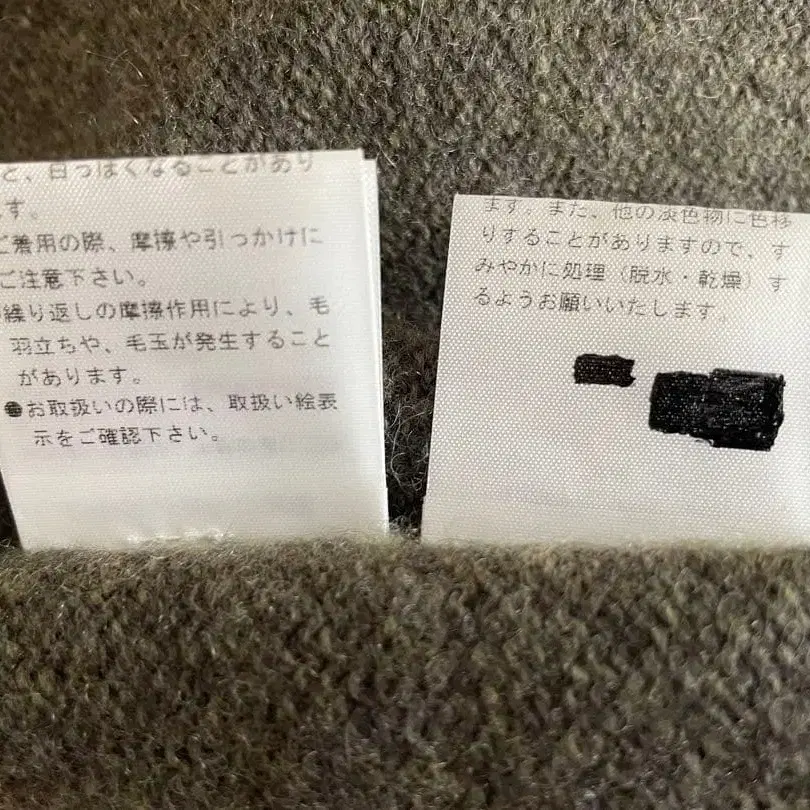 と、白っぽくなることがあり
す。
ご着用の際、摩擦や引っかけに
ご注意下さい。
繰り返しの摩擦作用により、毛
羽立ちや、毛玉が発生すること
があります。
●お取扱いの際には、取扱い絵表
示をご確認下さい。
ます。また、他の淡色物に色移
りすることがありますので、す
みやかに処理（脱水・乾燥）す
るようお願いいたします。